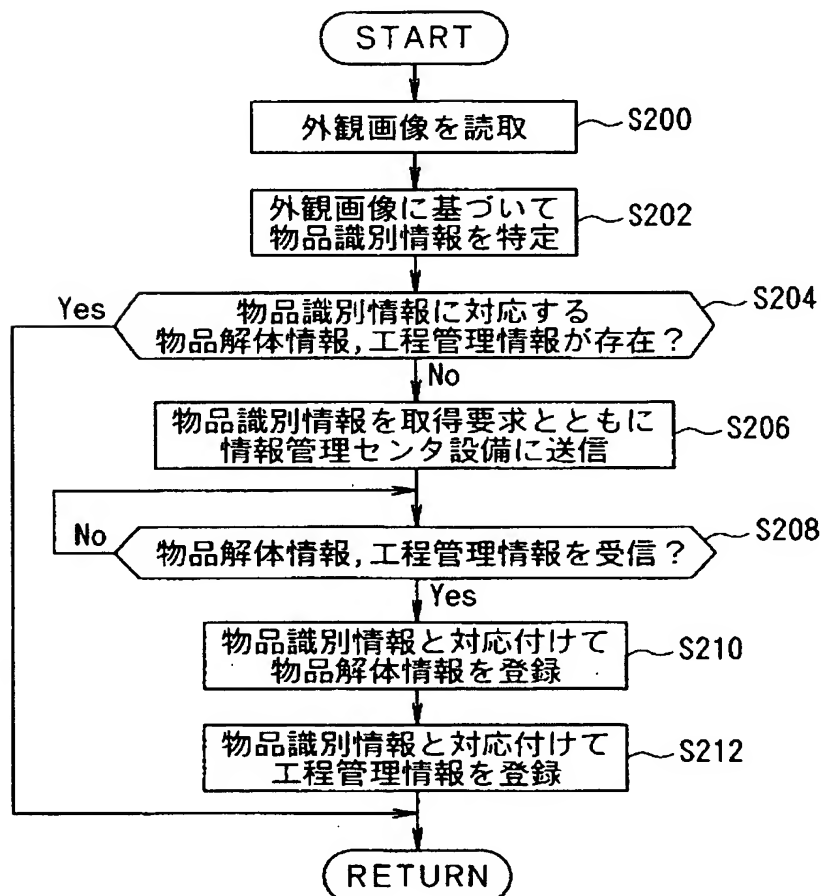 START
外観画像を読取
S200
外観画像に基づいて
物品識別情報を特定
S202
物品識別情報に対応する
物品解体情報,工程管理情報が存在?
S204
Yes
No
物品識別情報を取得要求とともに
情報管理センタ設備に送信
S206
No
物品解体情報,工程管理情報を受信?
S208
Yes
物品識別情報と対応付けて
物品解体情報を登録
S210
物品識別情報と対応付けて
工程管理情報を登録
S212
RETURN